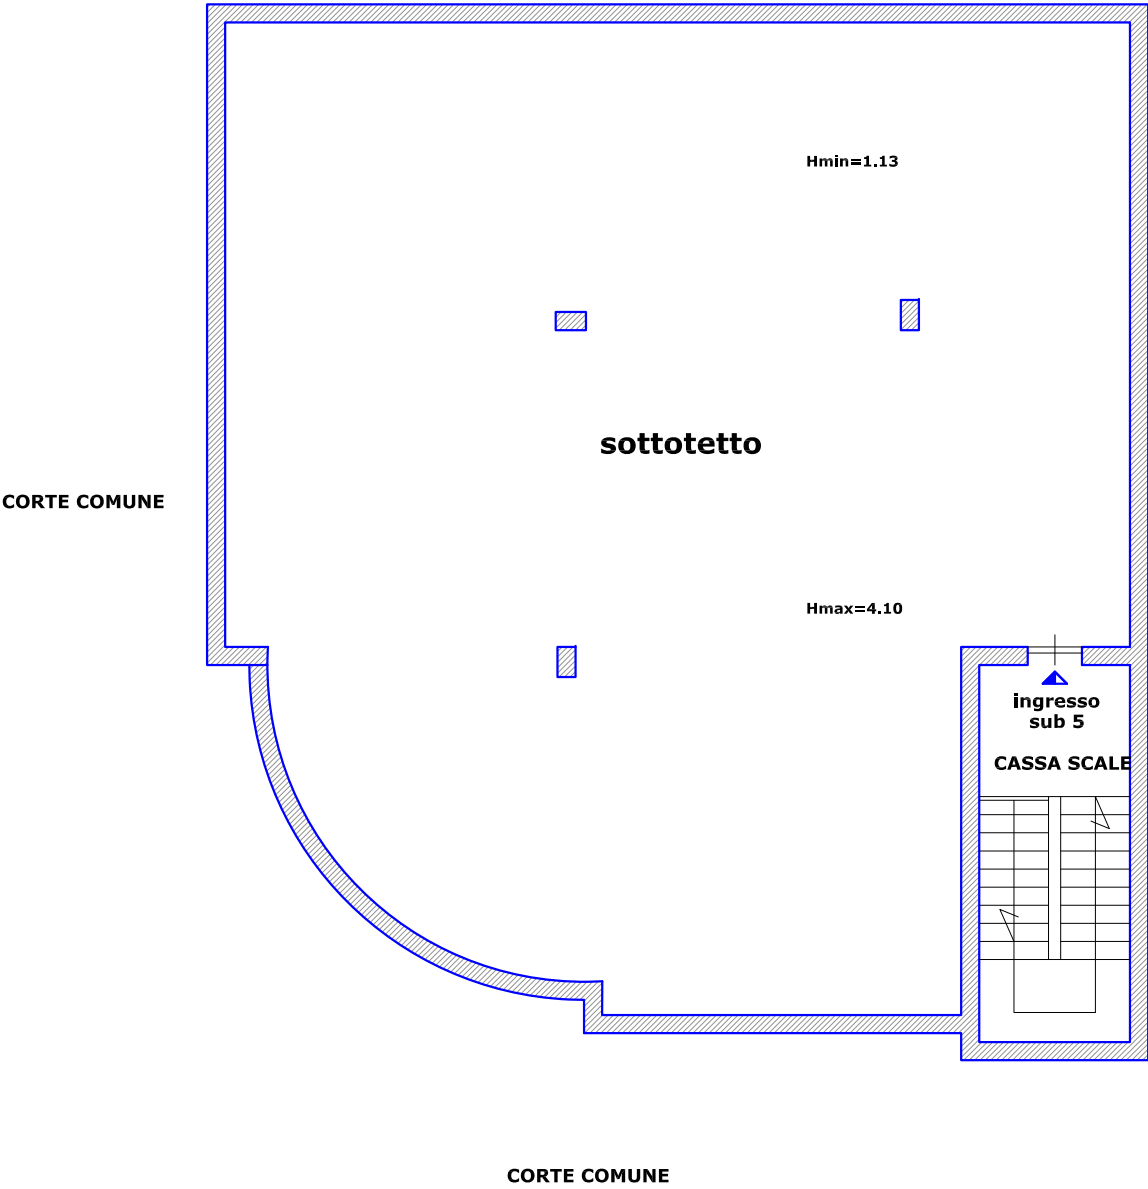 Hmin=1.13
sottotetto
CORTE COMUNE
Hmax=4.10
ingresso
sub 5
CASSA SCALE
CORTE COMUNE